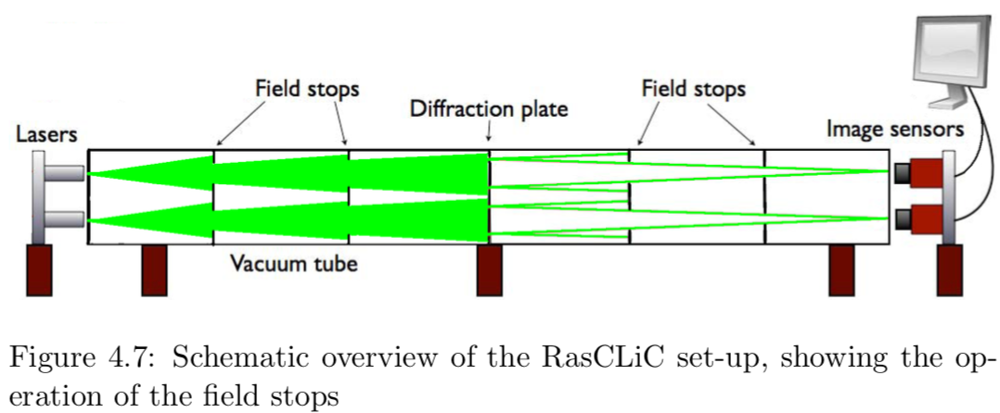 Field stops
Field stops
Diffraction plate
Lasers
Image sensors
Vacuum tube
Figure 4.7: Schematic overview of the RasCLiC set-up, showing the op-
eration of the field stops